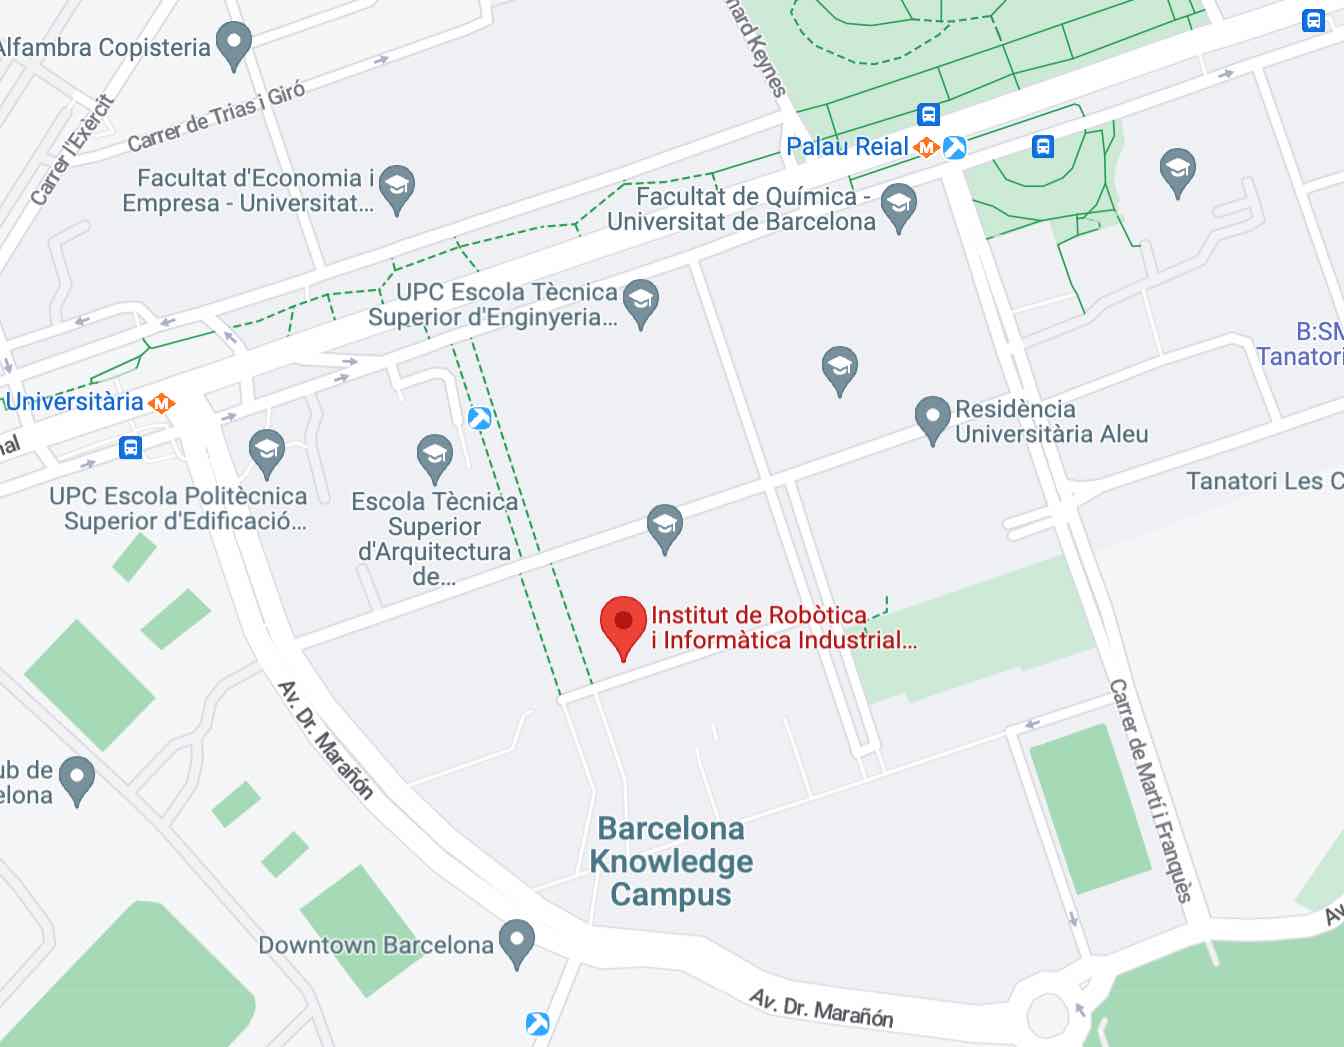 Alfambra Copisteria
Carrer de Trias i Giró
Carrer l'Exèrcit
nard Keynes
Palau Reial
M
Facultat d'Economia i
Empresa - Universitat...
Facultat de Química -
Universitat de Barcelona
UPC Escola Tècnica
Superior d'Enginyeria...
B:SM
Tanatori
Universitària
M
nal
Residència
Universitària Aleu
UPC Escola Politècnica
Superior d'Edificació...
Escola Tècnica
Superior
d'Arquitectura
de...
Tanatori Les C
Institut de Robòtica
i Informàtica Industrial...
Av. Dr. Marañón
Carrer de Martí i Franquès
ub de
elona
Barcelona
Knowledge
Campus
Downtown Barcelona
Av. Dr. Marañón
Av